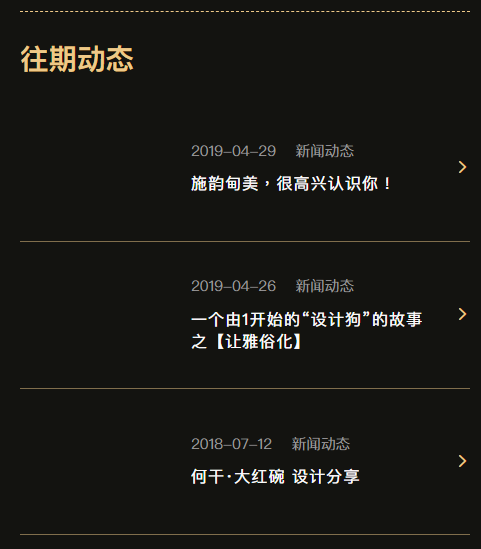 往期动态
2019-04-29 新闻动态
施韵甸美，很高兴认识你！
2019-04-26 新闻动态
一个由1开始的“设计狗”的故事
之【让雅俗化】
2018-07-12 新闻动态
何干·大红碗 设计分享